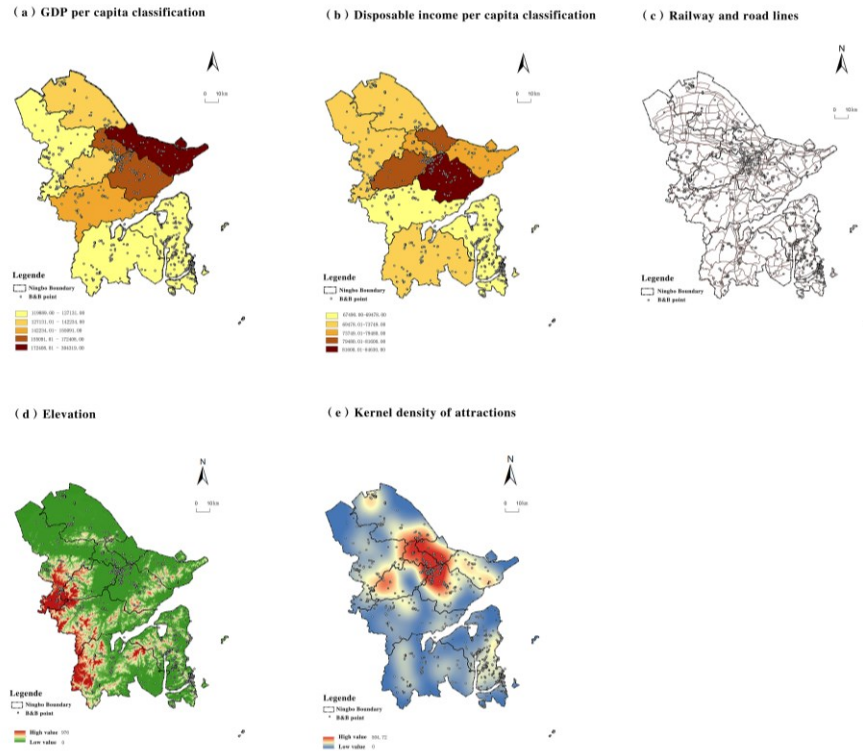 ( a ) GDP per capita classification
( b ) Disposable income per capita classification
( c ) Railway and road lines
N
0 10km
0 10km
0 10km
Legende
Ningbo Boundary
B&B point
Legende
Ningbo Boundary
B&B point
Legende
Ningbo Boundary
B&B point
( d ) Elevation
( e ) Kernel density of attractions
N
0 10km
N
0 10km
Legende
Ningbo Boundary
B&B point
High value
Low value 0
Legende
Ningbo Boundary
B&B point
High value
Low value 0